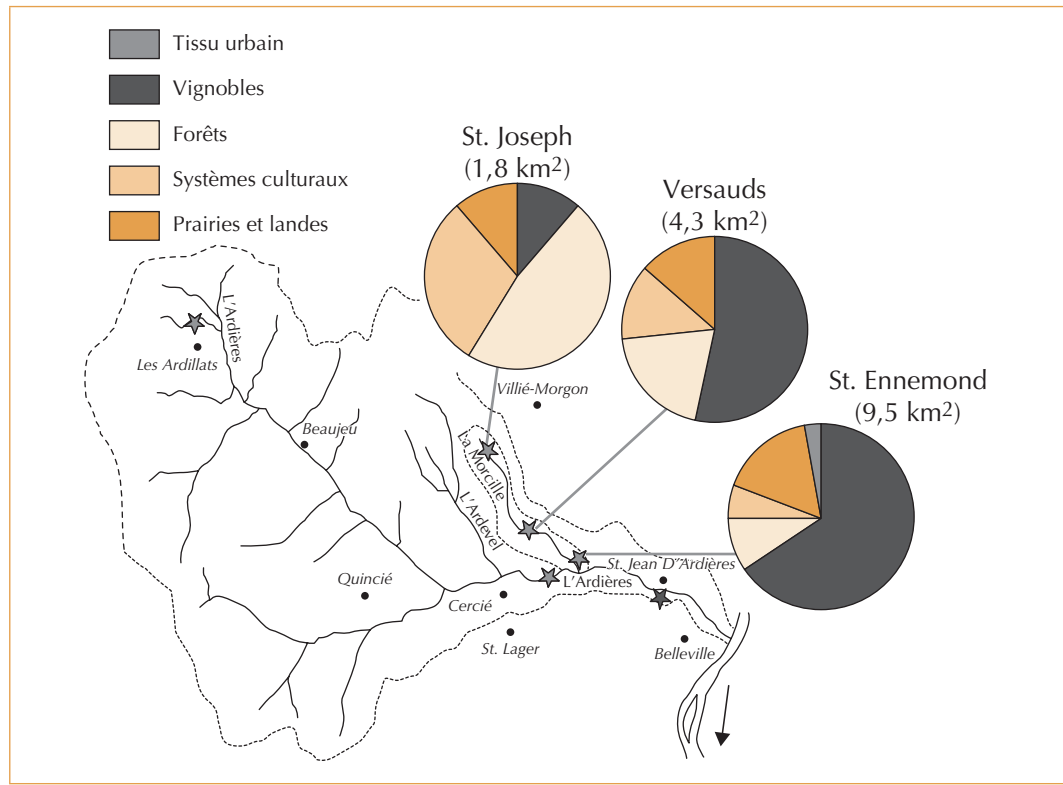 Tissu urbain
Vignobles
Forêts
Systèmes culturaux
Prairies et landes
St. Joseph
(1,8 km²)
Versauds
(4,3 km²)
St. Ennemond
(9,5 km²)
L'Ardières
Les Ardillats
Beaujeu
Villié-Morgon
La Morcille
L'Ardevel
Quincié
Cercié
St. Lager
L'Ardières
St. Jean D"Ardières
Belleville